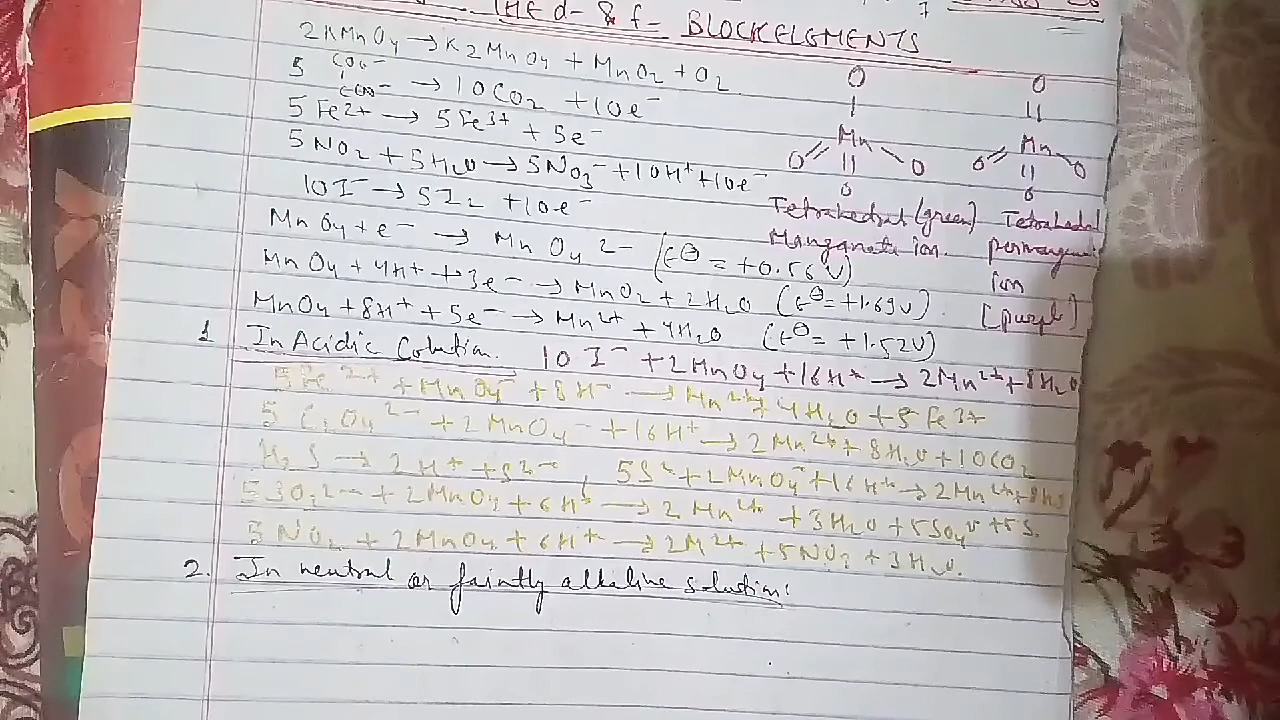 THE d- & f- BLOCK ELEMENTS
7
2KMnO4 → K2MnO4 + MnO2 + O2
5 COO- → 10CO2 + 10e-
COO-
5Fe2+ → 5Fe3+ + 5e-
5NO2 + 5H2O → 5NO3- + 10H+ + 10e-
10I- → 5I2 + 10e-
MnO4 + e- → MnO4 2- (E⊖ = +0.56V)
MnO4 + 4H+ + 3e- → MnO2 + 2H2O (E⊖ = +1.69V)
MnO4 + 8H+ + 5e- → Mn2+ + 4H2O (E⊖ = +1.52V)
O O
Mn Mn
O O O O
O O
Tetrahedral (green) Tetrahedral
Manganate ion. permanganate
ion
(purple)
1. In Acidic Solution. 10I- + 2MnO4 + 16H+ → 2Mn2+ + 8H2O
5Fe2+ + MnO4- + 8H- → Mn2+ + 4H2O + 5Fe3+
5C2O4 2- + 2MnO4- + 16H+ → 2Mn2+ + 8H2O + 10CO2
H2S → 2H+ + S2-, 5S2- + 2MnO4- + 16H+ → 2Mn2+ + 8H2O
5SO3 2- + 2MnO4 + 6H+ → 2Mn2+ + 3H2O + 5SO4 + 5S.
5NO2 + 2MnO4 + 6H+ → 2M2+ + 5NO3 + 3H2O.
2. In neutral or faintly alkaline solution: